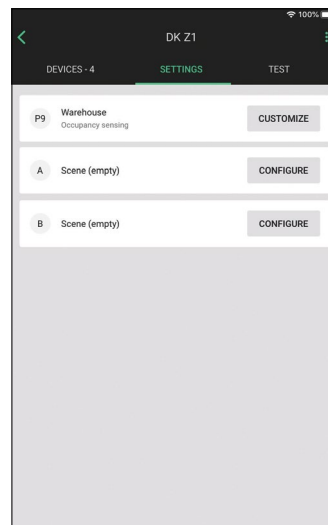 100%
DK Z1
DEVICES - 4 SETTINGS TEST
P9 Warehouse CUSTOMIZE
Occupancy sensing
A Scene (empty) CONFIGURE
B Scene (empty) CONFIGURE